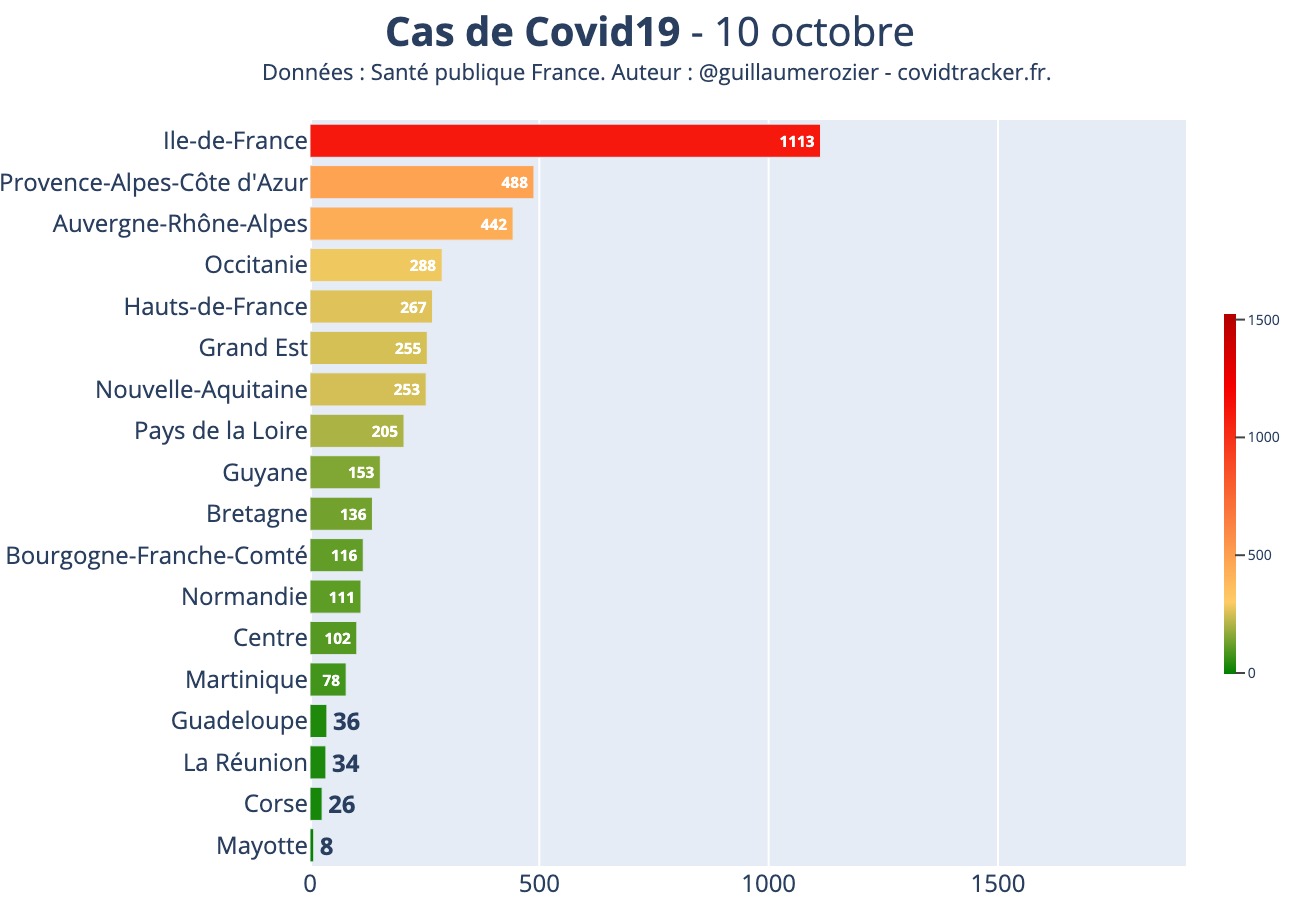 Cas de Covid19 - 10 octobre
Données : Santé publique France. Auteur : @guillaumerozier - covidtracker.fr.
Ile-de-France 1113
Provence-Alpes-Côte d'Azur 488
Auvergne-Rhône-Alpes 442
Occitanie 288
Hauts-de-France 267
Grand Est 255
Nouvelle-Aquitaine 253
Pays de la Loire 205
Guyane 153
Bretagne 136
Bourgogne-Franche-Comté 116
Normandie 111
Centre 102
Martinique 78
Guadeloupe 36
La Réunion 34
Corse 26
Mayotte 8
0 500 1000 1500
1500
1000
500
0